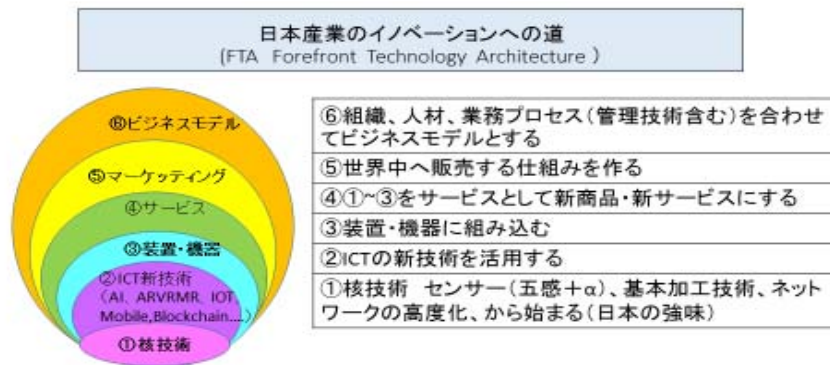 日本産業のイノベーションへの道
(FTA Forefront Technology Architecture )
⑥ビジネスモデル
⑤マーケッティング
④サービス
③装置・機器
②ICT新技術
（AI、ARVRMR、IOT,
Mobile,Blockchain....）
①核技術
⑥組織、人材、業務プロセス（管理技術含む）を合わせ
てビジネスモデルとする
⑤世界中へ販売する仕組みを作る
④①~③をサービスとして新商品・新サービスにする
③装置・機器に組み込む
②ICTの新技術を活用する
①核技術 センサー（五感＋α）、基本加工技術、ネット
ワークの高度化、から始まる（日本の強味）